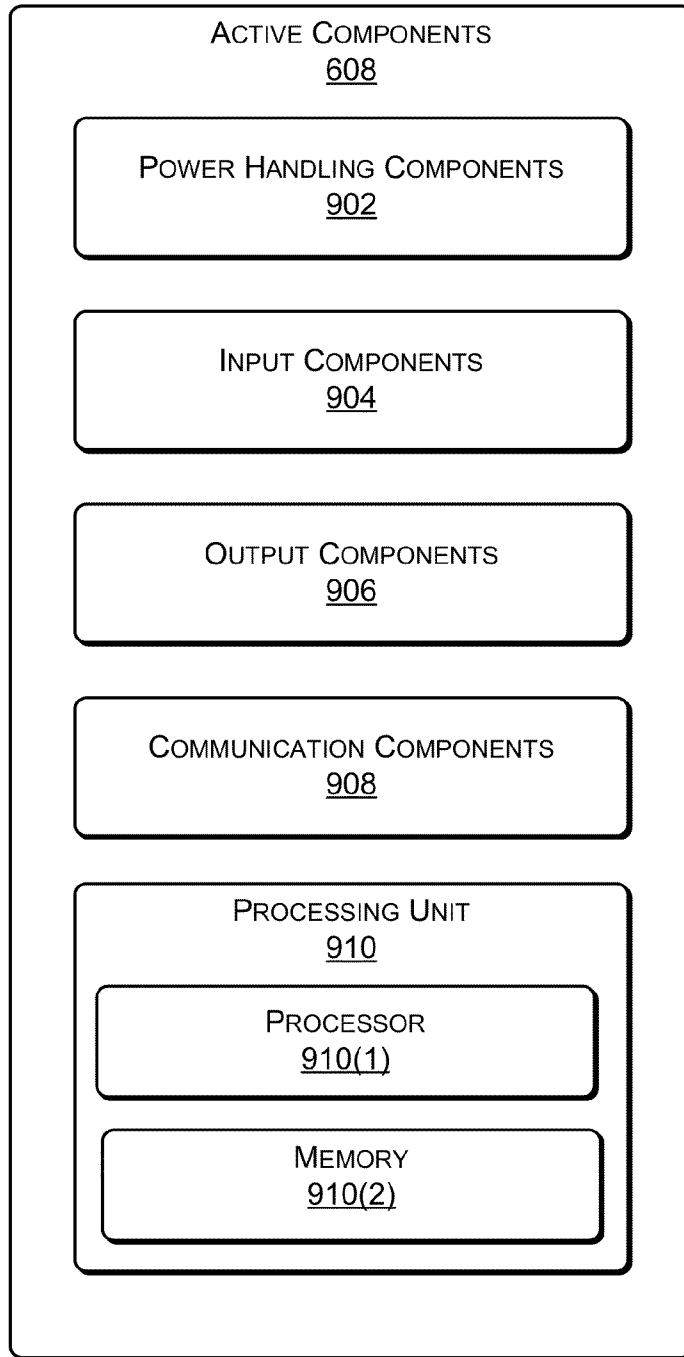 ACTIVE COMPONENTS
608
POWER HANDLING COMPONENTS
902
INPUT COMPONENTS
904
OUTPUT COMPONENTS
906
COMMUNICATION COMPONENTS
908
PROCESSING UNIT
910
PROCESSOR
910(1)
MEMORY
910(2)